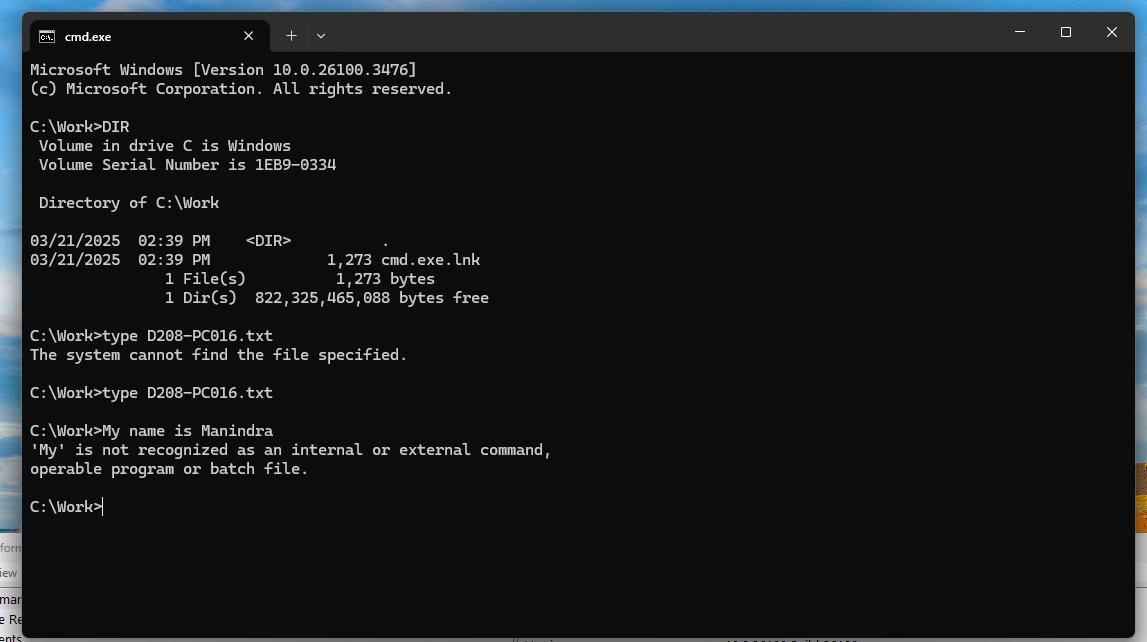 cmd.exe
Microsoft Windows [Version 10.0.26100.3476]
(c) Microsoft Corporation. All rights reserved.
C:\Work>DIR
Volume in drive C is Windows
Volume Serial Number is 1EB9-0334
Directory of C:\Work
03/21/2025  02:39 PM    <DIR>          .
03/21/2025  02:39 PM             1,273 cmd.exe.lnk
1 File(s)          1,273 bytes
1 Dir(s)  822,325,465,088 bytes free
C:\Work>type D208-PC016.txt
The system cannot find the file specified.
C:\Work>type D208-PC016.txt
C:\Work>My name is Manindra
'My' is not recognized as an internal or external command,
operable program or batch file.
C:\Work>